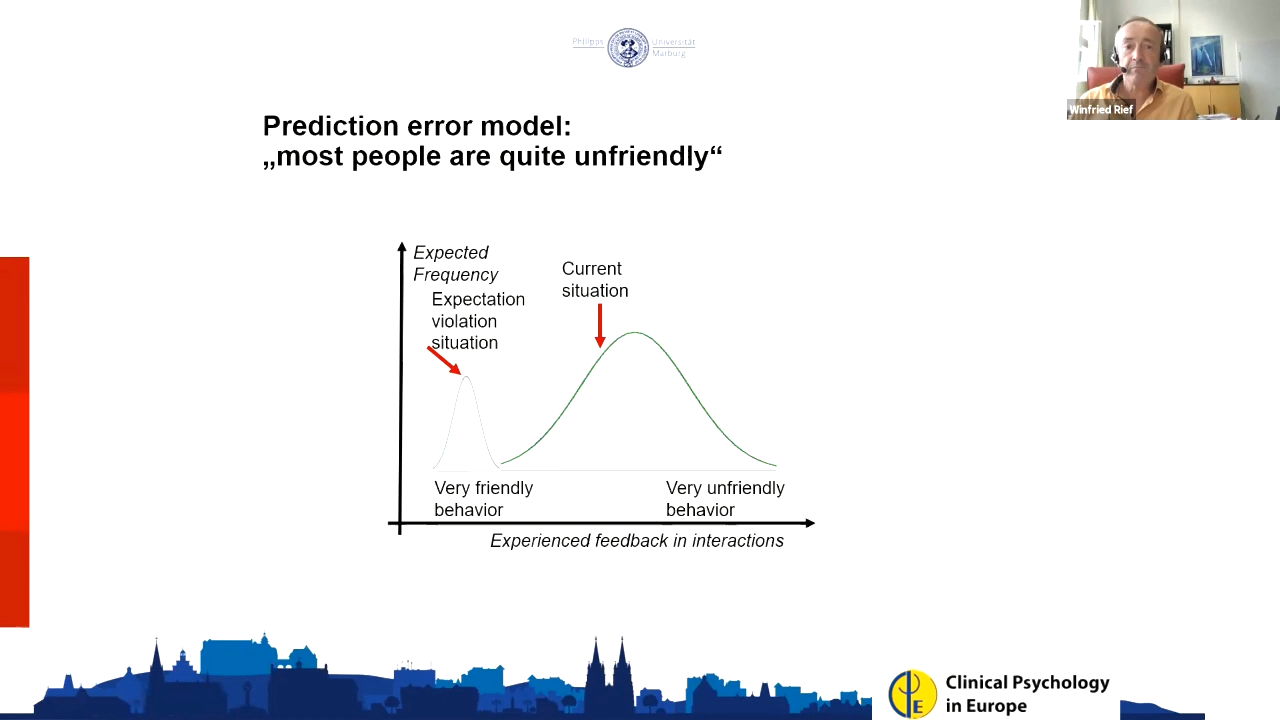 Philipps Universität
Marburg
Winfried Rief
Prediction error model:
„most people are quite unfriendly“
Expected
Frequency
Expectation
violation
situation
Current
situation
Very friendly
behavior
Very unfriendly
behavior
Experienced feedback in interactions
Clinical Psychology
in Europe